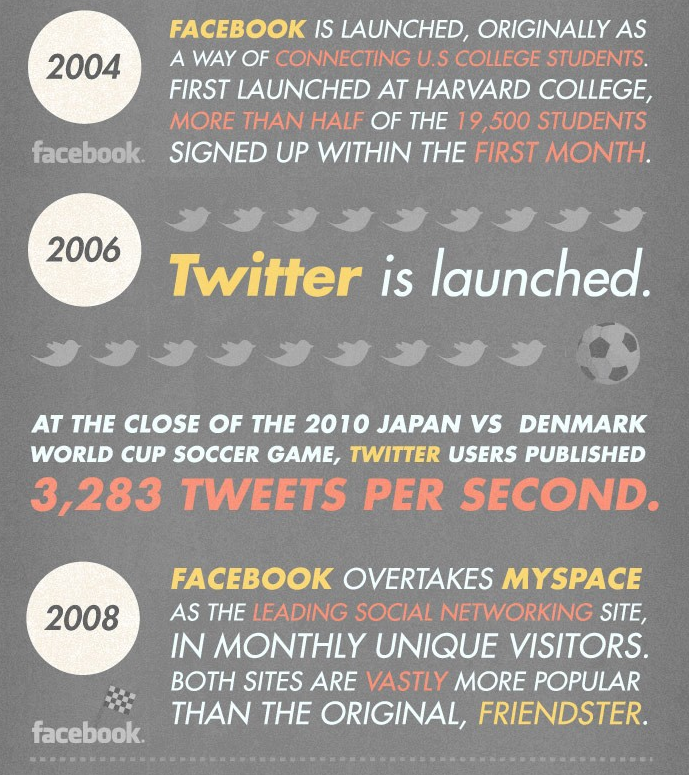 2004
FACEBOOK IS LAUNCHED, ORIGINALLY AS
A WAY OF CONNECTING U.S COLLEGE STUDENTS.
FIRST LAUNCHED AT HARVARD COLLEGE,
MORE THAN HALF OF THE 19,500 STUDENTS
SIGNED UP WITHIN THE FIRST MONTH.
facebook.
2006
Twitter is launched.
AT THE CLOSE OF THE 2010 JAPAN VS DENMARK
WORLD CUP SOCCER GAME, TWITTER USERS PUBLISHED
3,283 TWEETS PER SECOND.
2008
FACEBOOK OVERTAKES MYSPACE
AS THE LEADING SOCIAL NETWORKING SITE,
IN MONTHLY UNIQUE VISITORS.
BOTH SITES ARE VASTLY MORE POPULAR
THAN THE ORIGINAL, FRIENDSTER.
facebook.